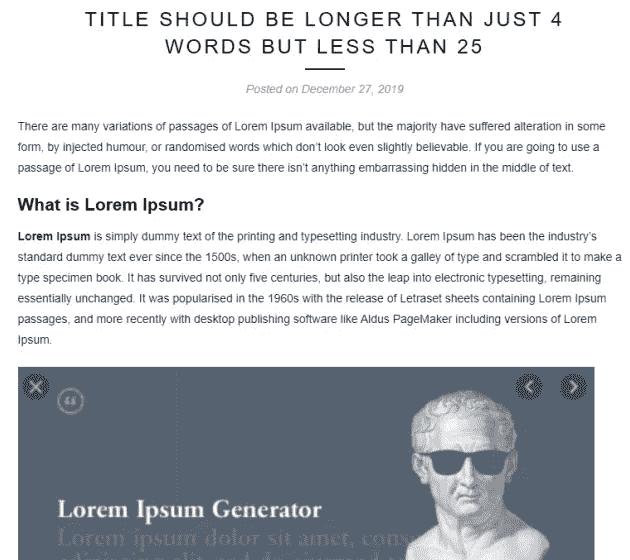 TITLE SHOULD BE LONGER THAN JUST 4
WORDS BUT LESS THAN 25
Posted on December 27, 2019
There are many variations of passages of Lorem Ipsum available, but the majority have suffered alteration in some
form, by injected humour, or randomised words which don’t look even slightly believable. If you are going to use a
passage of Lorem Ipsum, you need to be sure there isn’t anything embarrassing hidden in the middle of text.
What is Lorem Ipsum?
Lorem Ipsum is simply dummy text of the printing and typesetting industry. Lorem Ipsum has been the industry’s
standard dummy text ever since the 1500s, when an unknown printer took a galley of type and scrambled it to make a
type specimen book. It has survived not only five centuries, but also the leap into electronic typesetting, remaining
essentially unchanged. It was popularised in the 1960s with the release of Letraset sheets containing Lorem Ipsum
passages, and more recently with desktop publishing software like Aldus PageMaker including versions of Lorem
Ipsum.
Lorem Ipsum Generator
Lorem ipsum dolor sit amet,